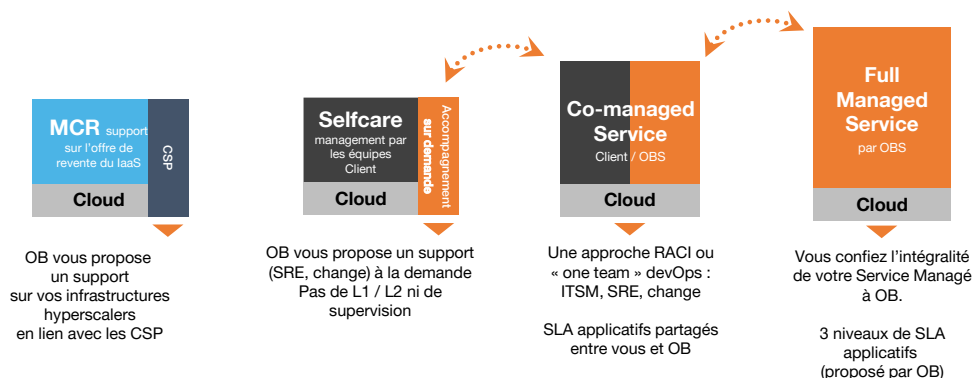 MCR support
sur l'offre de
revente du IaaS
CSP
Cloud
OB vous propose
un support
sur vos infrastructures
hyperscalers
en lien avec les CSP
Selfcare
management par
les équipes
Client
Accompagnement
sur demande
Cloud
OB vous propose un support
(SRE, change) à la demande
Pas de L1 / L2 ni de
supervision
Co-managed
Service
Client / OBS
Cloud
Une approche RACI ou
« one team » devOps :
ITSM, SRE, change
SLA applicatifs partagés
entre vous et OB
Full
Managed
Service
par OBS
Cloud
Vous confiez l'intégralité
de votre Service Managé
à OB.
3 niveaux de SLA
applicatifs
(proposé par OB)